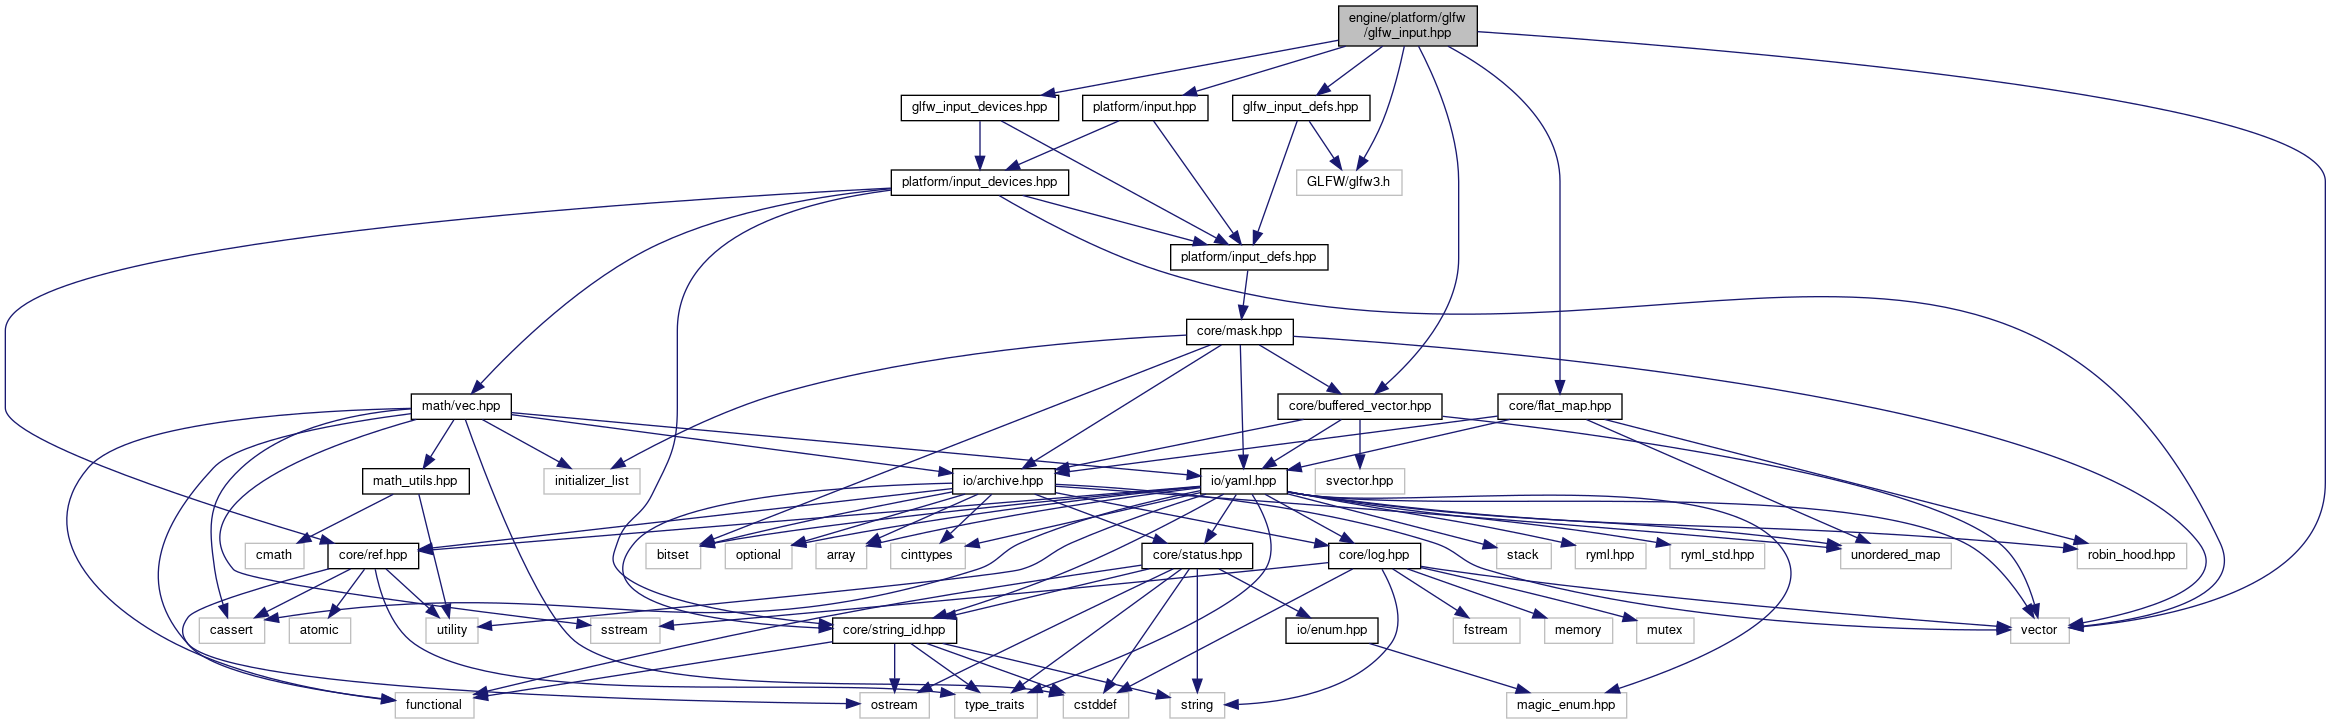 engine/platform/glfw
/glfw_input.hpp
glfw_input_devices.hpp
platform/input.hpp
glfw_input_defs.hpp
platform/input_devices.hpp
GLFW/glfw3.h
platform/input_defs.hpp
core/mask.hpp
math/vec.hpp
core/buffered_vector.hpp
core/flat_map.hpp
math_utils.hpp
initializer_list
io/archive.hpp
io/yaml.hpp
svector.hpp
cmath
core/ref.hpp
bitset
optional
array
cinttypes
core/status.hpp
core/log.hpp
stack
ryml.hpp
ryml_std.hpp
unordered_map
robin_hood.hpp
cassert
atomic
utility
sstream
core/string_id.hpp
io/enum.hpp
fstream
memory
mutex
vector
functional
ostream
type_traits
cstddef
string
magic_enum.hpp